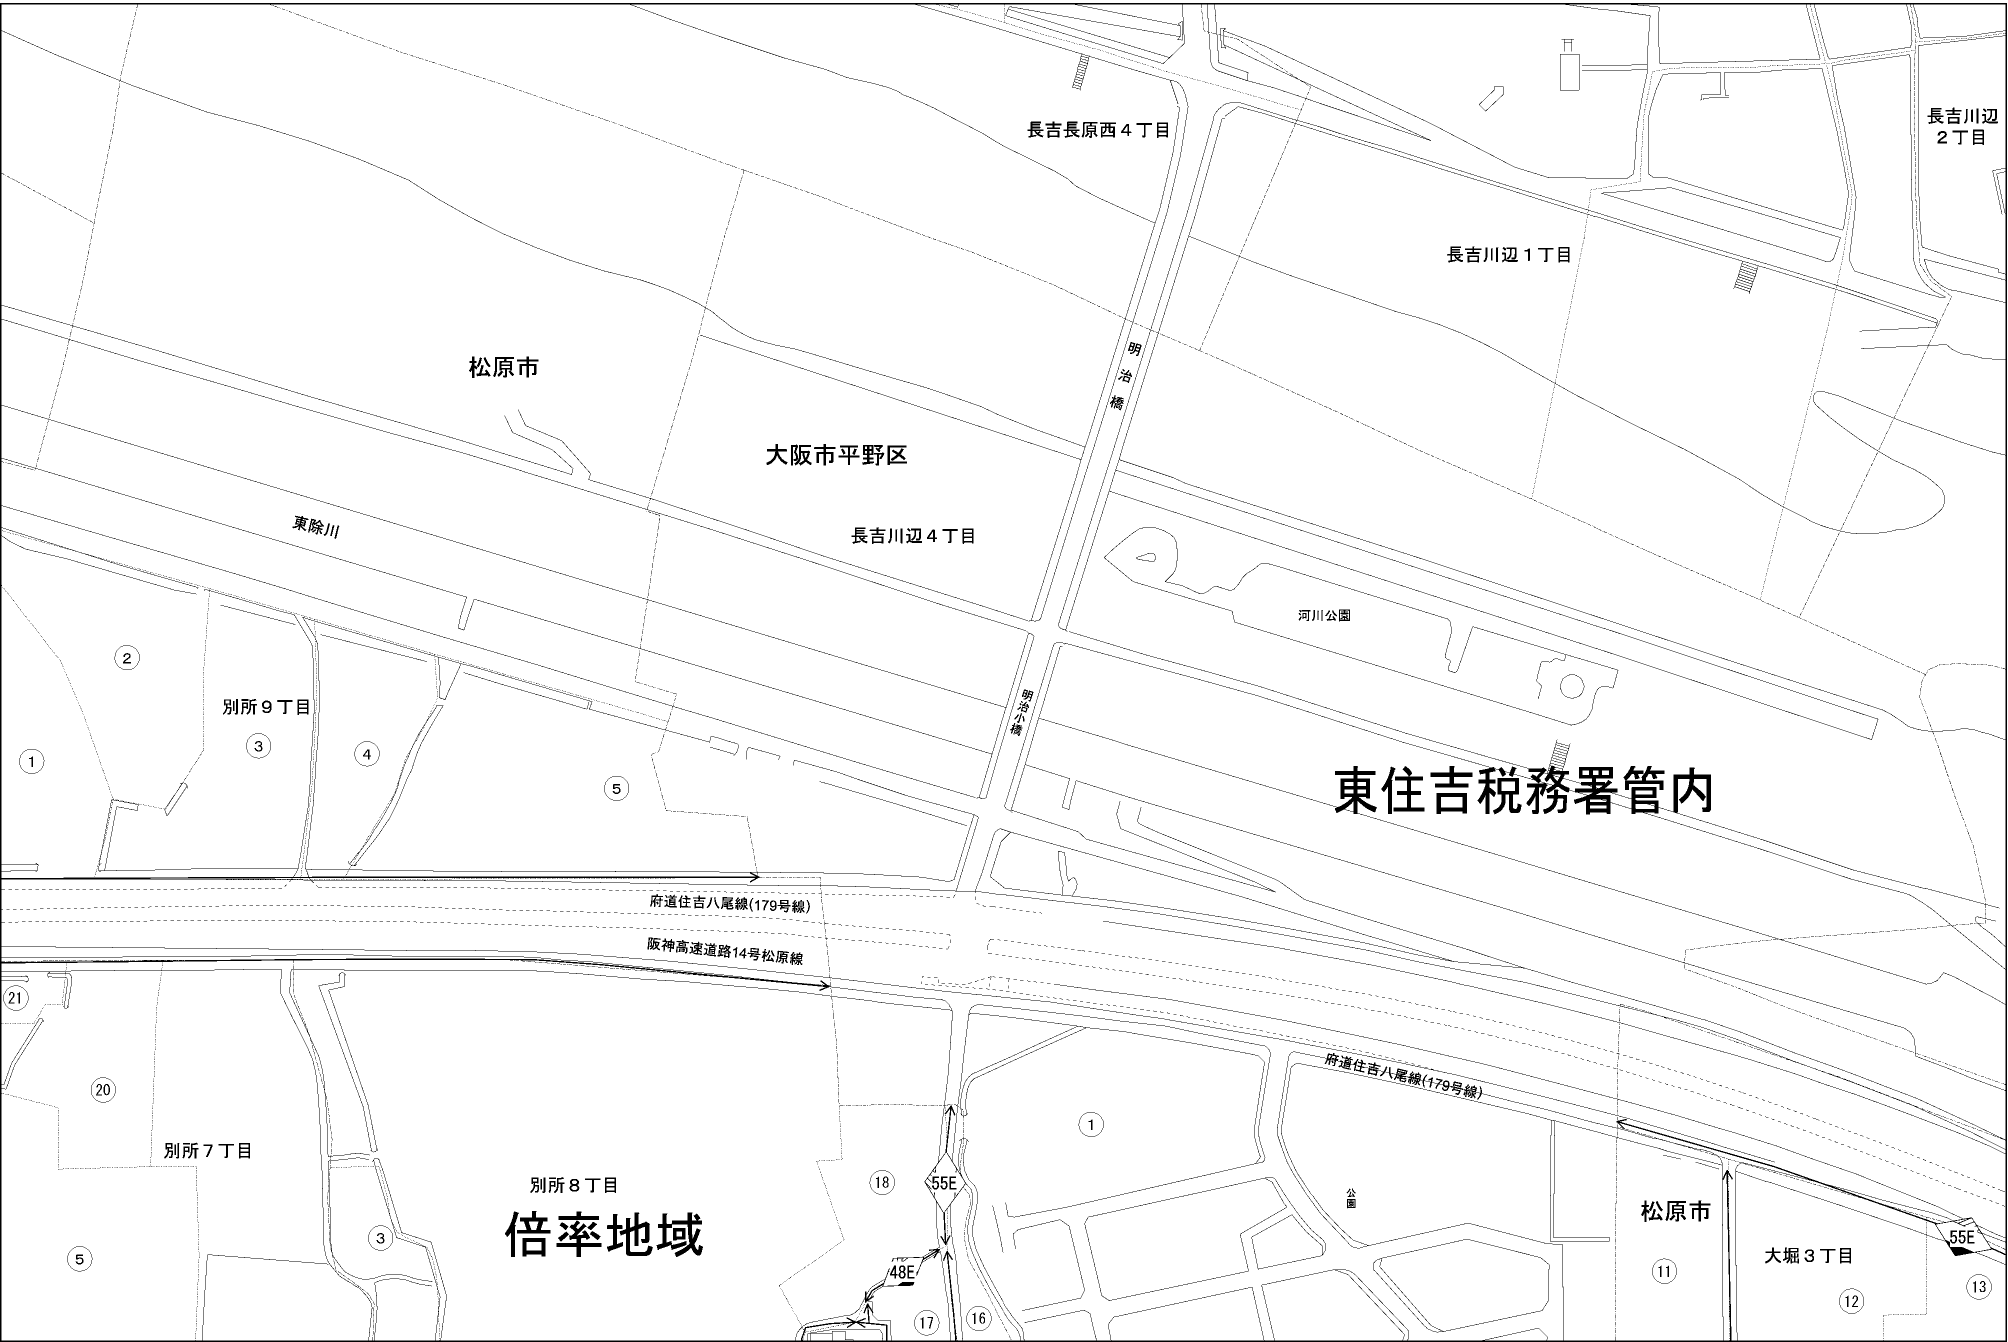 長吉長原西４丁目
長吉川辺
２丁目
長吉川辺１丁目
明治橋
松原市
大阪市平野区
東除川
長吉川辺４丁目
河川公園
②
別所９丁目
明治小橋
③
④
①
⑤
東住吉税務署管内
府道住吉八尾線(179号線)
阪神高速道路14号松原線
㉑
⑳
府道住吉八尾線(179号線)
①
別所７丁目
別所８丁目
⑱
55E
公園
松原市
倍率地域
③
⑤
48E
⑪
大堀３丁目
55E
⑫
⑬
⑰
⑯